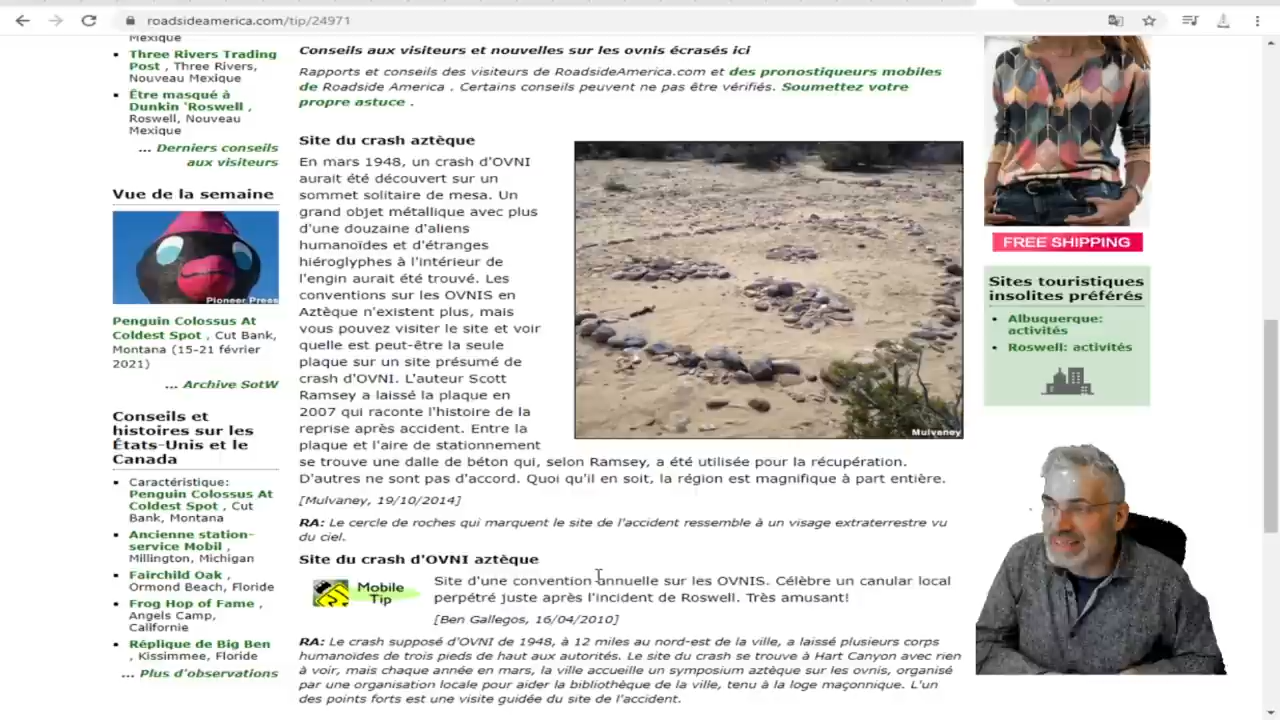 roadsideamerica.com/tip/24971
Mexique
Three Rivers Trading
Post , Three Rivers,
Nouveau Mexique
Être masqué à
Dunkin 'Roswell ,
Roswell, Nouveau
Mexique
... Derniers conseils
aux visiteurs
Vue de la semaine
Pioneer Press
Penguin Colossus At
Coldest Spot , Cut Bank,
Montana (15-21 février
2021)
... Archive SotW
Conseils et
histoires sur les
États-Unis et le
Canada
Caractéristique:
Penguin Colossus At
Coldest Spot , Cut
Bank, Montana
Ancienne station-
service Mobil ,
Millington, Michigan
Fairchild Oak ,
Ormond Beach, Floride
Frog Hop of Fame ,
Angels Camp,
Californie
Réplique de Big Ben
, Kissimmee, Floride
... Plus d'observations
Conseils aux visiteurs et nouvelles sur les ovnis écrasés ici
Rapports et conseils des visiteurs de RoadsideAmerica.com et des pronostiqueurs mobiles
de Roadside America . Certains conseils peuvent ne pas être vérifiés. Soumettez votre
propre astuce .
Site du crash aztèque
En mars 1948, un crash d'OVNI
aurait été découvert sur un
sommet solitaire de mesa. Un
grand objet métallique avec plus
d'une douzaine d'aliens
humanoïdes et d'étranges
hiéroglyphes à l'intérieur de
l'engin aurait été trouvé. Les
conventions sur les OVNIS en
Aztèque n'existent plus, mais
vous pouvez visiter le site et voir
quelle est peut-être la seule
plaque sur un site présumé de
crash d'OVNI. L'auteur Scott
Ramsey a laissé la plaque en
2007 qui raconte l'histoire de la
reprise après accident. Entre la
plaque et l'aire de stationnement
se trouve une dalle de béton qui, selon Ramsey, a été utilisée pour la récupération.
D'autres ne sont pas d'accord. Quoi qu'il en soit, la région est magnifique à part entière.
Mulvaney
[Mulvaney, 19/10/2014]
RA: Le cercle de roches qui marquent le site de l'accident ressemble à un visage extraterrestre vu
du ciel.
Site du crash d'OVNI aztèque
Mobile
Tip
Site d'une convention annuelle sur les OVNIS. Célèbre un canular local
perpétré juste après l'incident de Roswell. Très amusant!
[Ben Gallegos, 16/04/2010]
RA: Le crash supposé d'OVNI de 1948, à 12 miles au nord-est de la ville, a laissé plusieurs corps
humanoïdes de trois pieds de haut aux autorités. Le site du crash se trouve à Hart Canyon avec rien
à voir, mais chaque année en mars, la ville accueille un symposium aztèque sur les ovnis, organisé
par une organisation locale pour aider la bibliothèque de la ville, tenu à la loge maçonnique. L'un
des points forts est une visite guidée du site de l'accident.
FREE SHIPPING
Sites touristiques
insolites préférés
Albuquerque:
activités
Roswell: activités